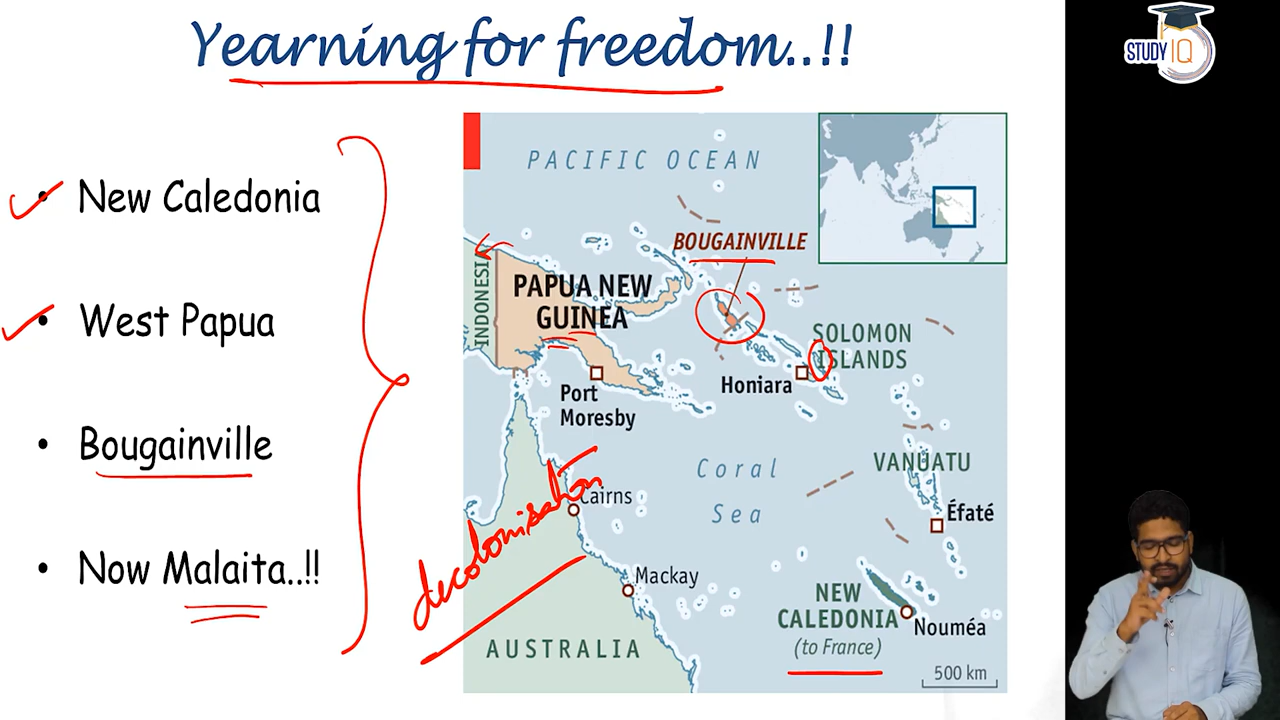 Yearning for freedom..!!
STUDY IQ
• New Caledonia
• West Papua
• Bougainville
• Now Malaita..!!
PACIFIC OCEAN
BOUGAINVILLE
INDONESIA
PAPUA NEW
GUINEA
SOLOMON
ISLANDS
Honiara
Port
Moresby
Coral
Sea
VANUATU
Éfaté
Cairns
decolonisation
Mackay
NEW
CALEDONIA
(to France)
Nouméa
AUSTRALIA
500 km